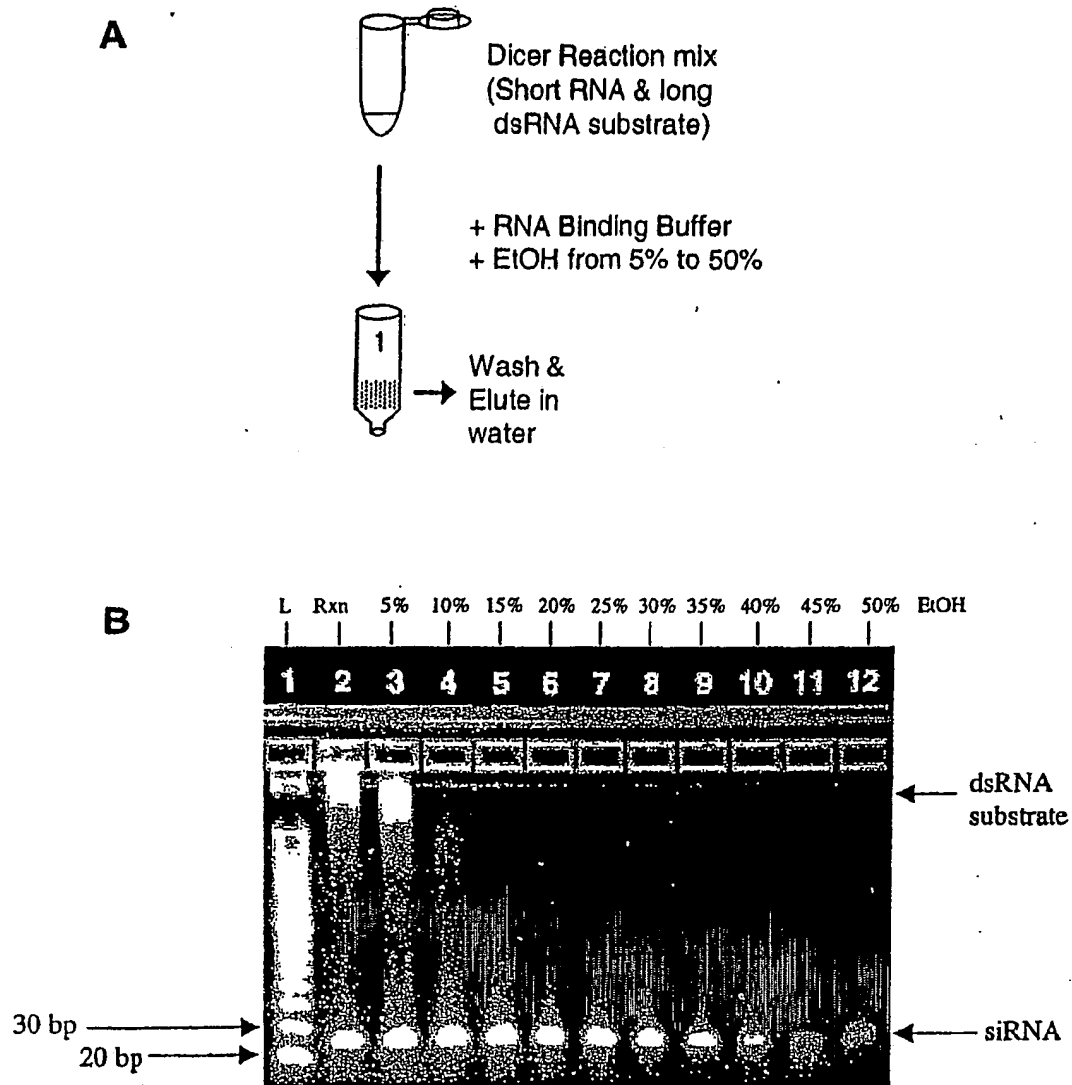 A
Dicer Reaction mix
(Short RNA & long
dsRNA substrate)
+ RNA Binding Buffer
+ EtOH from 5% to 50%
1
Wash &
Elute in
water
B
L Rxn 5% 10% 15% 20% 25% 30% 35% 40% 45% 50% EtOH
1 2 3 4 5 6 7 8 9 10 11 12
dsRNA
substrate
30 bp
siRNA
20 bp